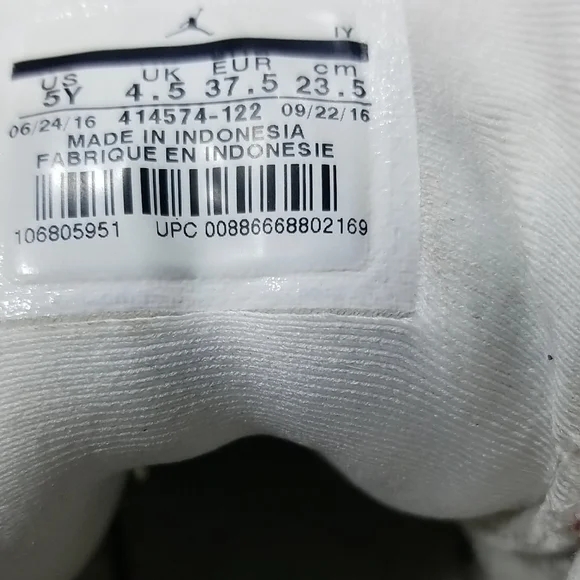 IY
US UK EUR cm
5Y 4.5 37.5 23.5
06/24/16 414574-122 09/22/16
MADE IN INDONESIA
FABRIQUE EN INDONESIE
106805951 UPC 00886668802169